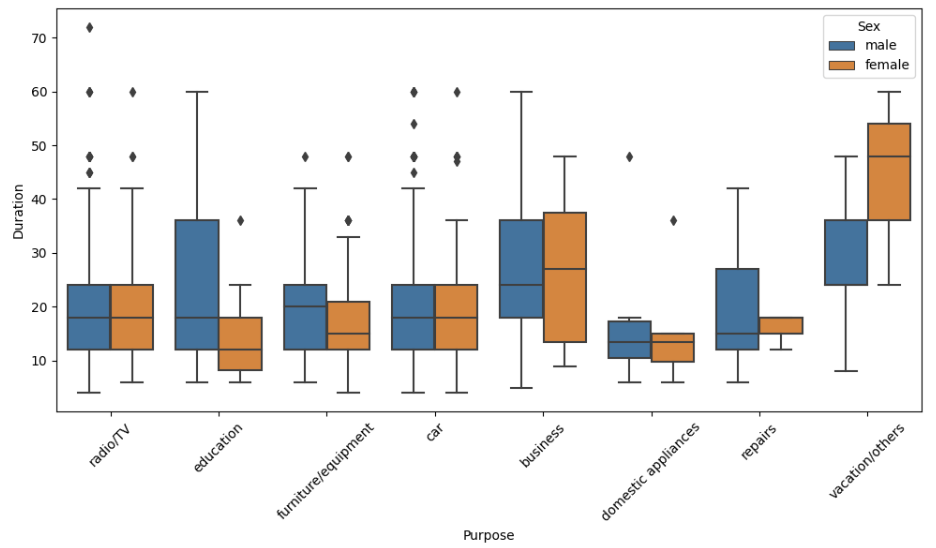 70
60
50
40
30
20
10
Duration
Sex
male
female
radio/TV
education
furniture/equipment
car
business
domestic appliances
repairs
vacation/others
Purpose